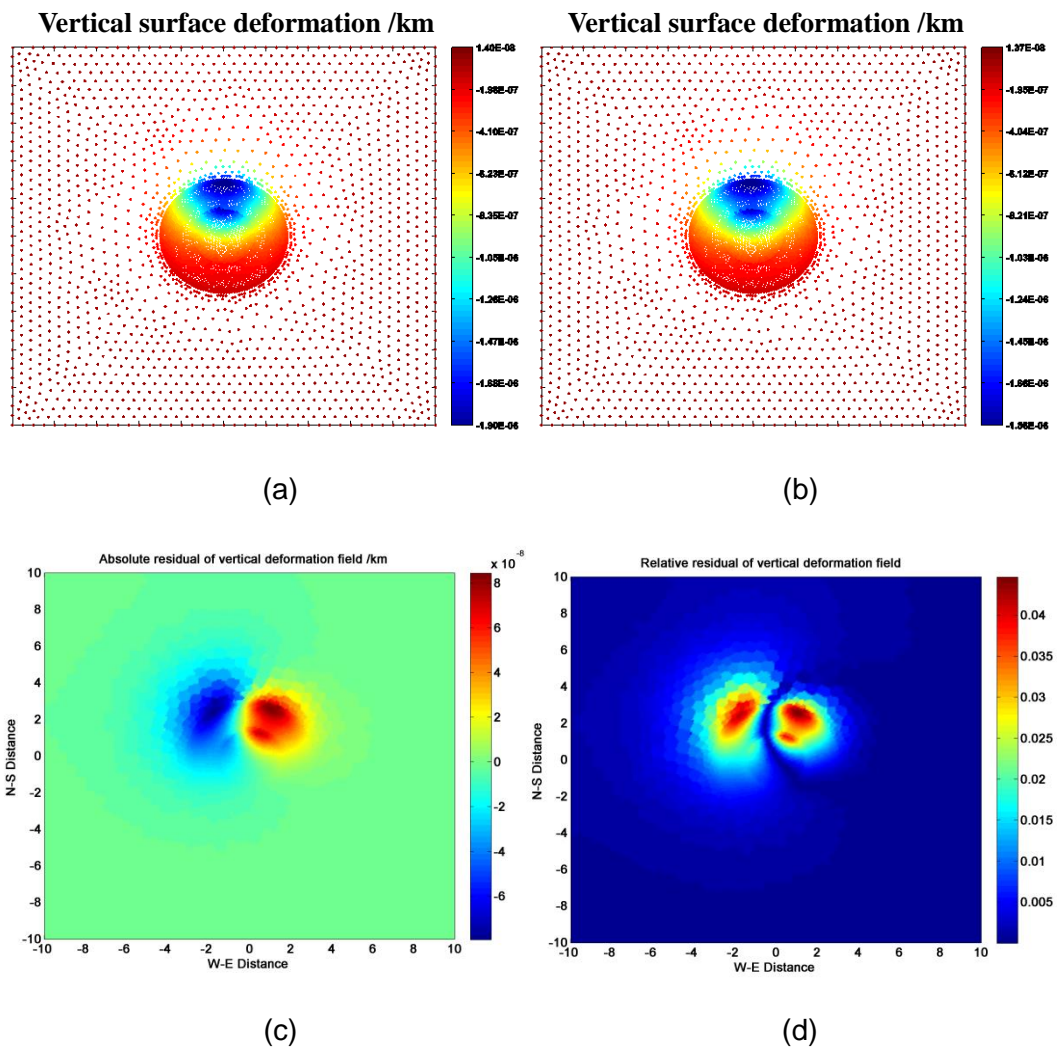 Vertical surface deformation /km
Vertical surface deformation /km
1.40E-08
-1.98E-07
-4.10E-07
-6.23E-07
-8.35E-07
-1.05E-06
-1.26E-06
-1.47E-06
-1.68E-06
-1.90E-06
1.37E-08
-1.95E-07
-4.04E-07
-6.12E-07
-8.21E-07
-1.03E-06
-1.24E-06
-1.45E-06
-1.66E-06
(a)
(b)
Absolute residual of vertical deformation field /km
x 10
-8
10
8
6
4
2
0
-2
-4
-6
-8
-10
N-S Distance
-10
-8
-6
-4
-2
0
2
4
6
8
10
W-E Distance
8
6
4
2
0
-2
-4
-6
Relative residual of vertical deformation field
10
8
6
4
2
0
-2
-4
-6
-8
-10
N-S Distance
-10
-8
-6
-4
-2
0
2
4
6
8
10
W-E Distance
0.04
0.035
0.03
0.025
0.02
0.015
0.01
0.005
(c)
(d)